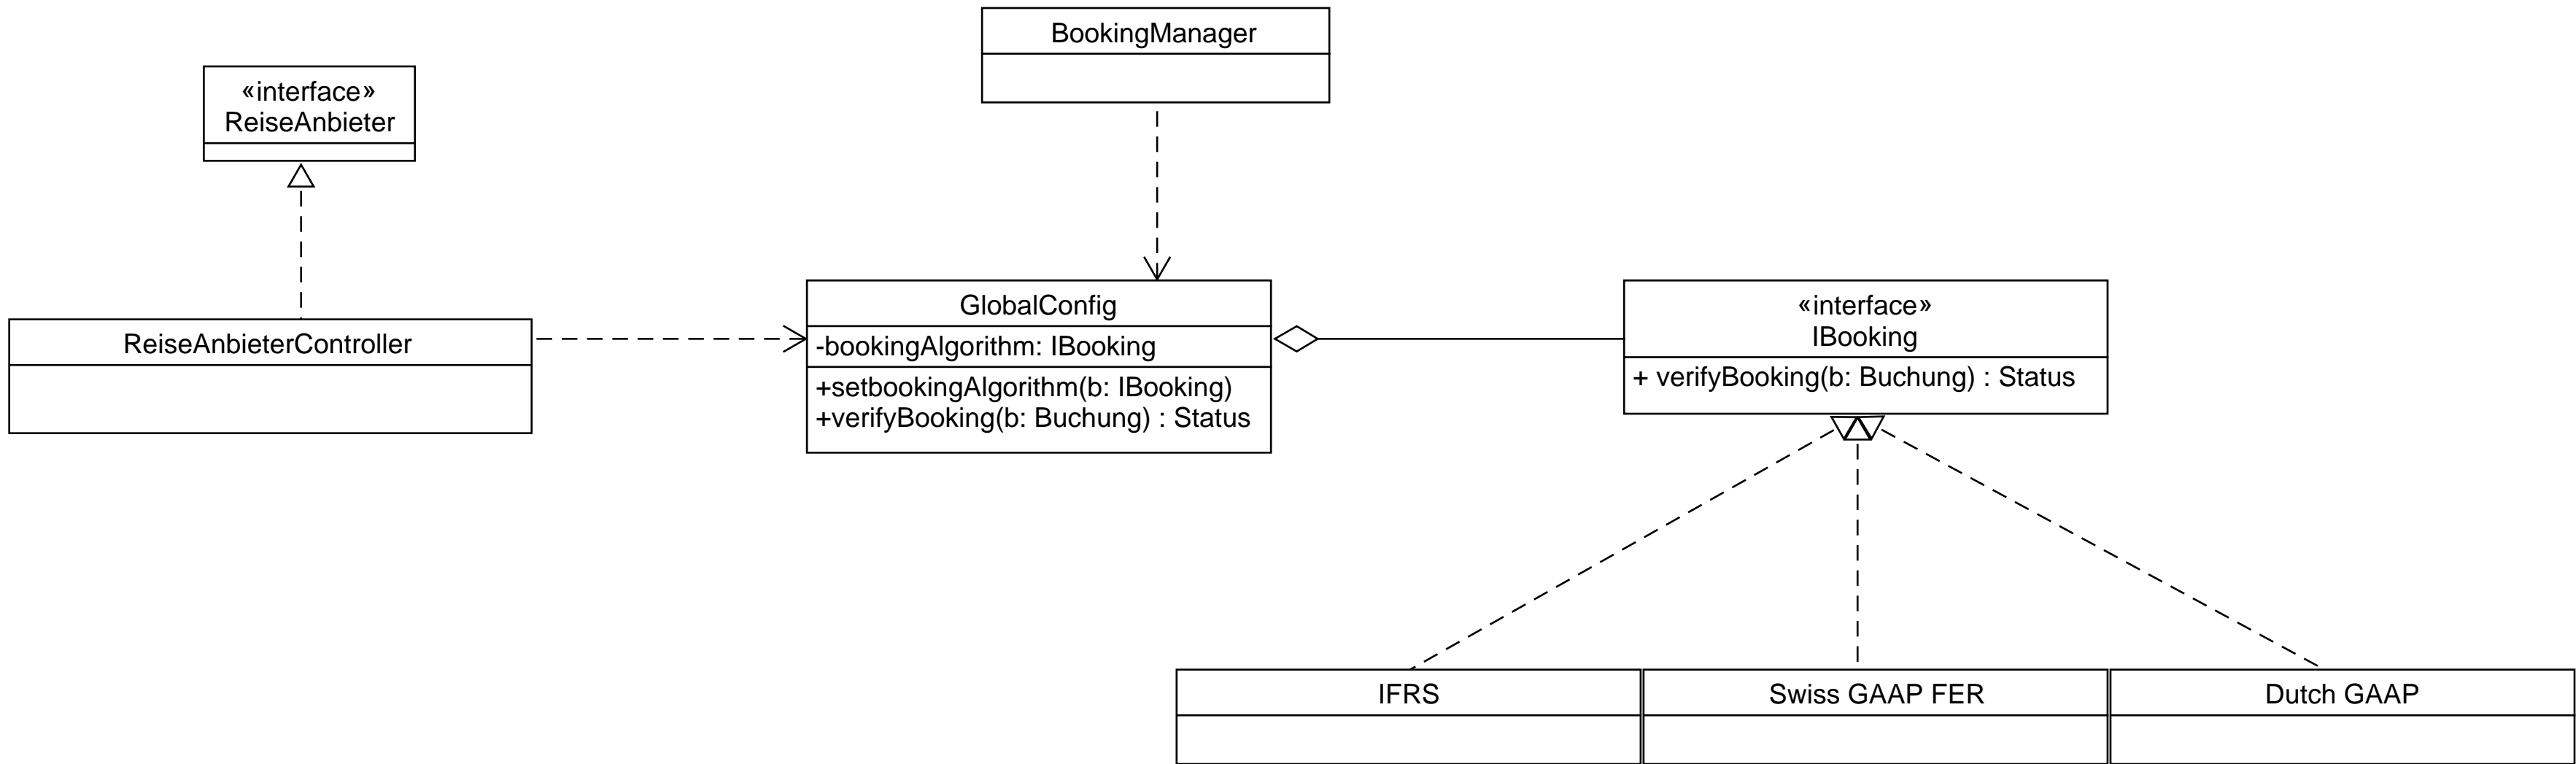 BookingManager
«interface»
ReiseAnbieter
ReiseAnbieterController
GlobalConfig
-bookingAlgorithm: IBooking
+setbookingAlgorithm(b: IBooking)
+verifyBooking(b: Buchung) : Status
«interface»
IBooking
+ verifyBooking(b: Buchung) : Status
IFRS
Swiss GAAP FER
Dutch GAAP